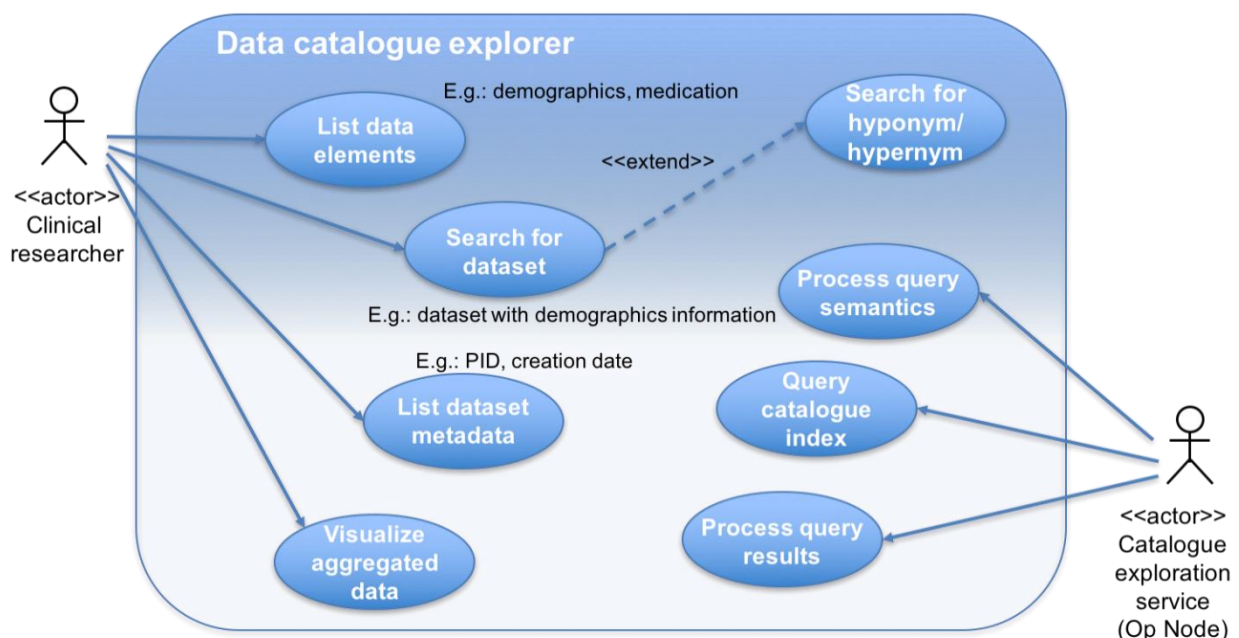 Data catalogue explorer
E.g.: demographics, medication
List data
elements
Search for
hyponym/
hypernym
<<extend>>
<<actor>>
Clinical
researcher
Search for
dataset
Process query
semantics
E.g.: dataset with demographics information
E.g.: PID, creation date
List dataset
metadata
Query
catalogue
index
Visualize
aggregated
data
Process query
results
<<actor>>
Catalogue
exploration
service
(Op Node)